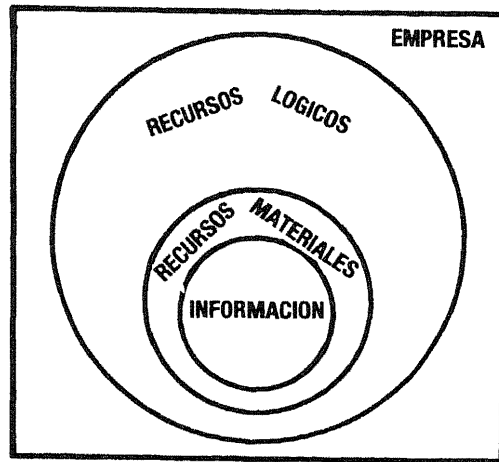 EMPRESA
RECURSOS LOGICOS
RECURSOS MATERIALES
INFORMACION